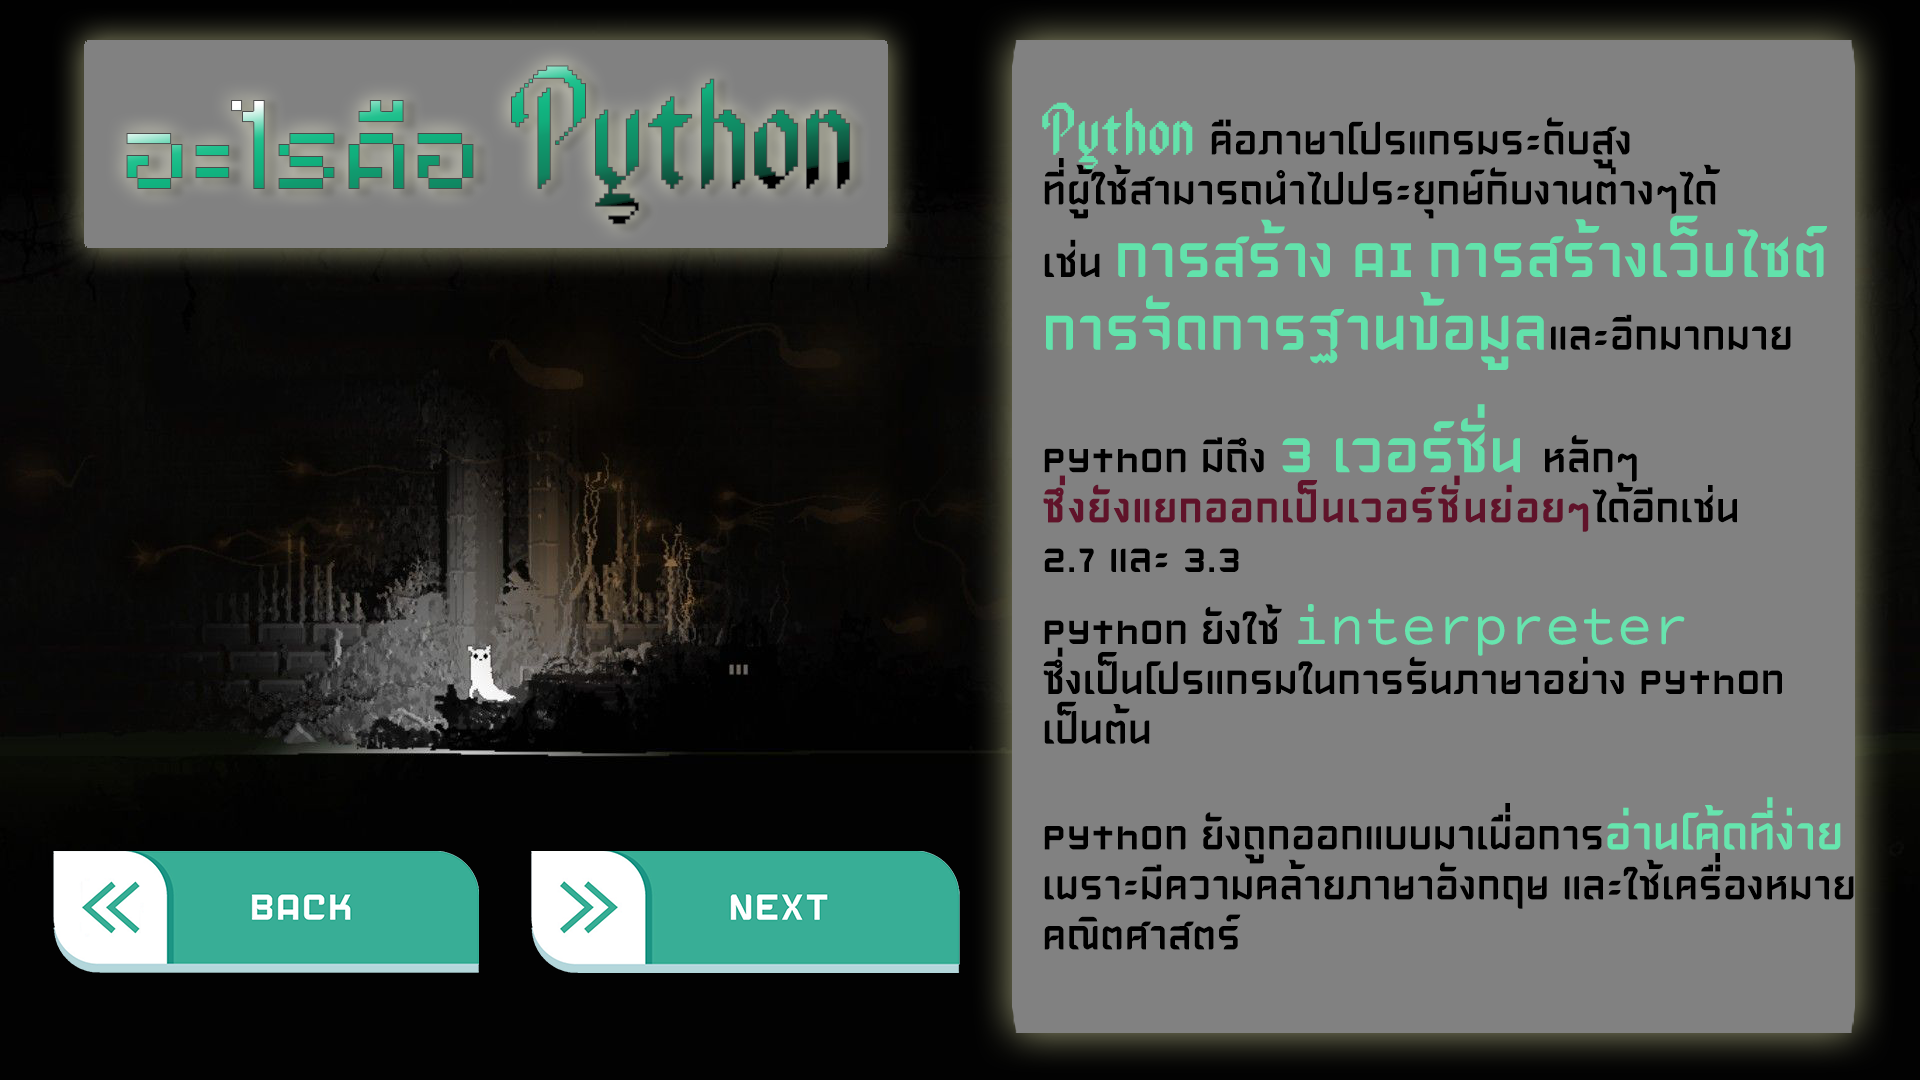 อะไรคือ Python
Python คือภาษาโปรแกรมระดับสูง
ที่ผู้ใช้สามารถนำไปประยุกษ์กับงานต่างๆได้
เช่น การสร้าง AI การสร้างเว็บไซต์
การจัดการฐานข้อมูลและอีกมากมาย
Python มีถึง 3 เวอร์ชั่น หลักๆ
ซึ่งยังแยกออกเป็นเวอร์ชั่นย่อยๆได้อีกเช่น
2.7 และ 3.3
Python ยังใช้ interpreter
ซึ่งเป็นโปรแกรมในการรันภาษาอย่าง Python
เป็นต้น
Python ยังถูกออกแบบมาเพื่อการอ่านโค้ดที่ง่าย
เพราะมีความคล้ายภาษาอังกฤษ และใช้เครื่องหมาย
คณิตศาสตร์
BACK
NEXT